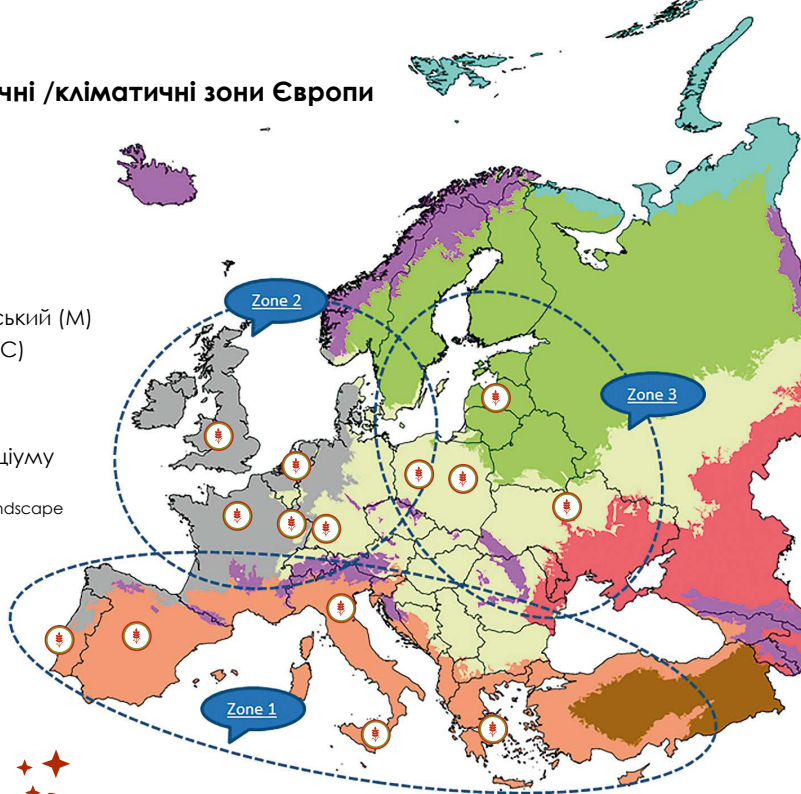 чні /кліматичні зони Європи
Zone 2
ський (M)
C)
Zone 3
ціуму
ndscape
Zone 1